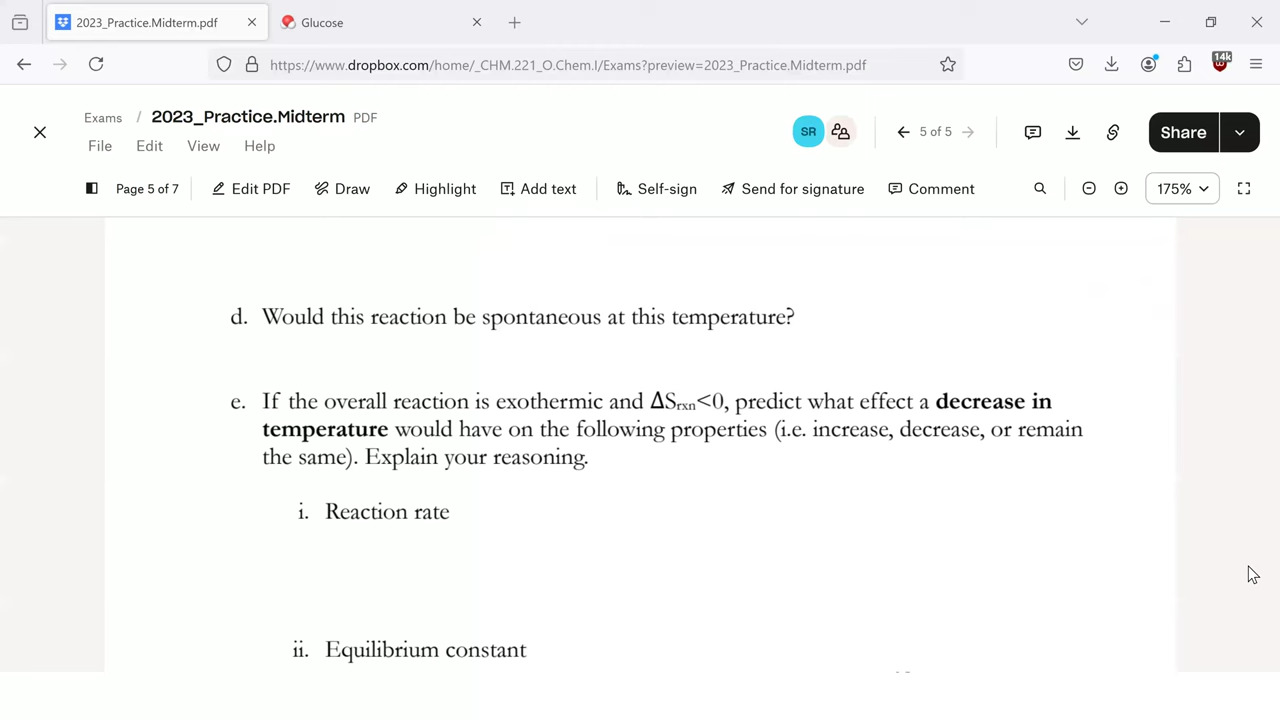 2023_Practice.Midterm.pdf
Glucose
https://www.dropbox.com/home/_CHM.221_O.Chem.I/Exams?preview=2023_Practice.Midterm.pdf
14k
Exams / 2023_Practice.Midterm PDF
File Edit View Help
SR
5 of 5
Share
Page 5 of 7
Edit PDF
Draw
Highlight
Add text
Self-sign
Send for signature
Comment
175%
d. Would this reaction be spontaneous at this temperature?
e. If the overall reaction is exothermic and ΔSrxn<0, predict what effect a decrease in
temperature would have on the following properties (i.e. increase, decrease, or remain
the same). Explain your reasoning.
i. Reaction rate
ii. Equilibrium constant